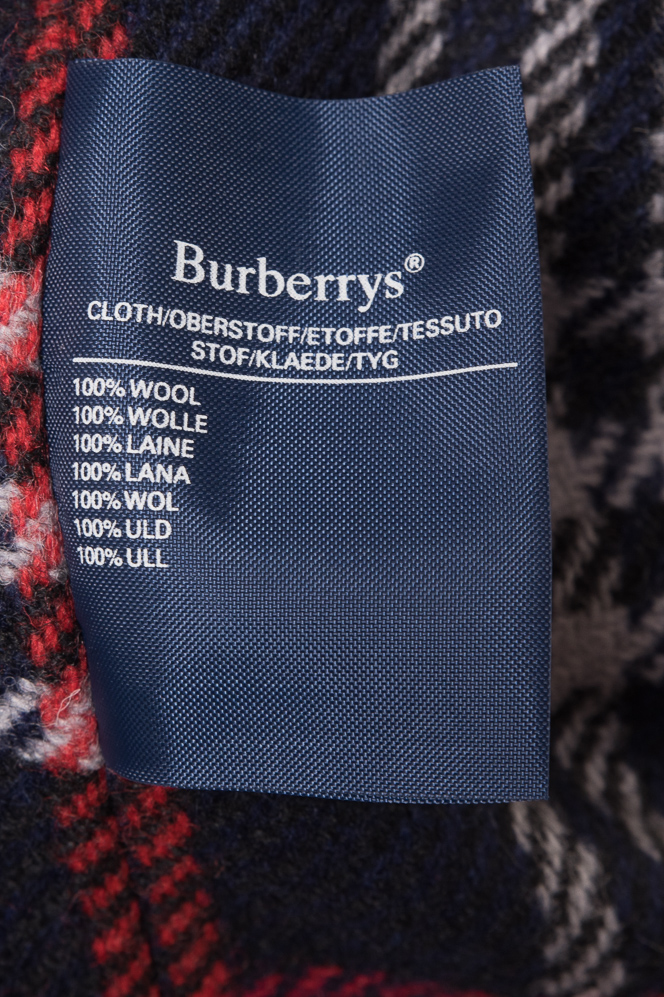 Burberrys®
CLOTH/OBERSTOFF/ETOFFE/TESSUTO
STOF/KLAEDE/TYG
100% WOOL
100% WOLLE
100% LAINE
100% LANA
100% WOL
100% ULD
100% ULL